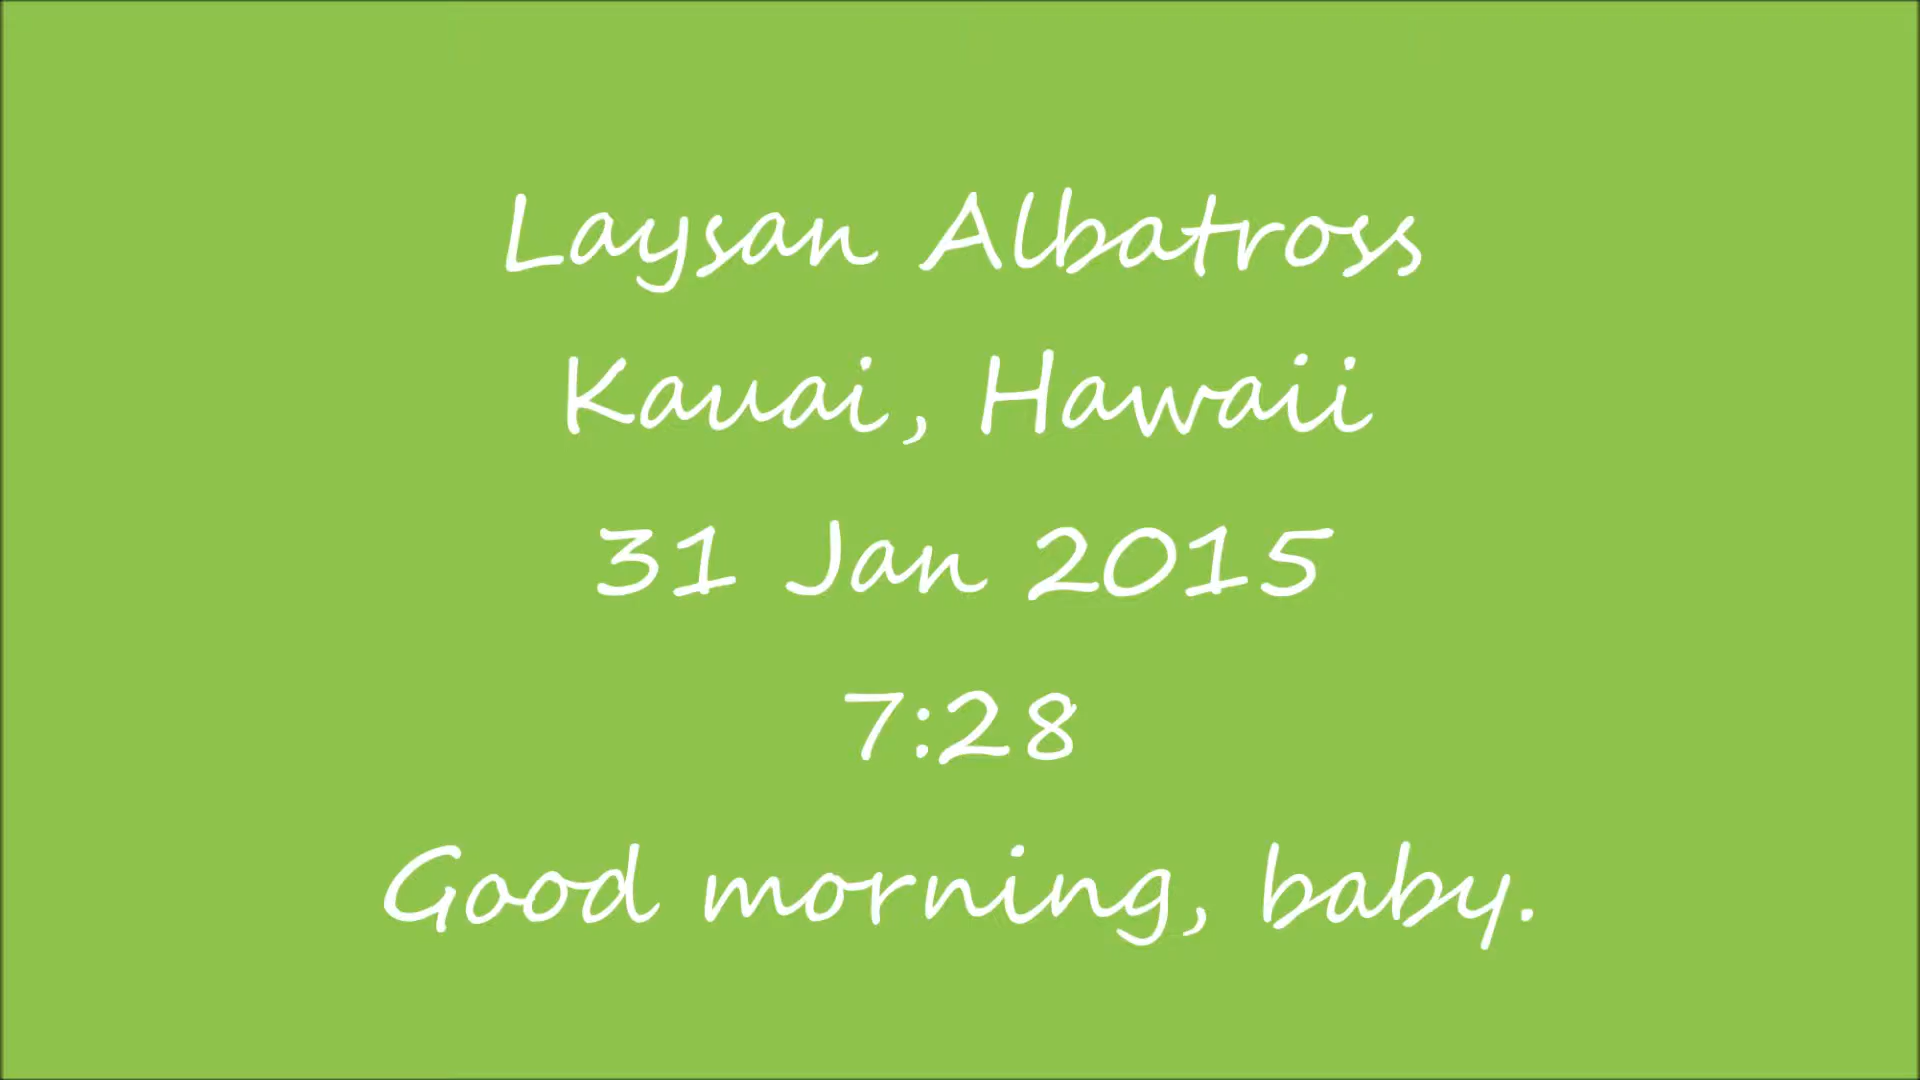 Laysan Albatross
Kauai, Hawaii
31 Jan 2015
7:28
Good morning, baby.